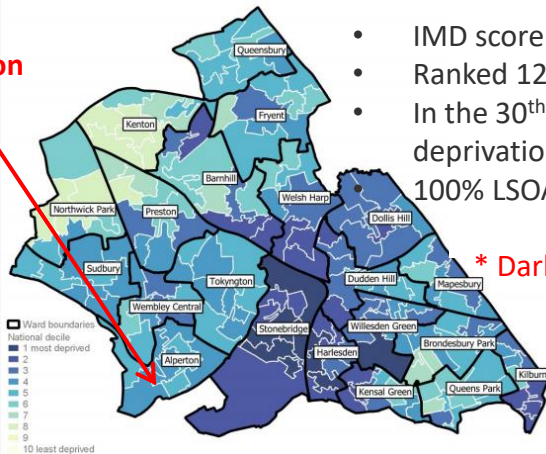 on
• IMD score
• Ranked 12
• In the 30th
deprivatio
• 100% LSOA
* Darl
Queensbury
Kenton
Fryent
Barnhill
Welsh Harp
Northwick Park
Preston
Dollis Hill
Sudbury
Tokyngton
Dudden Hill
Mapesbury
Wembley Central
Stonebridge
Willesden Green
Brondesbury Park
Alperton
Harlesden
Kilburn
Kensal Green
Queens Park
Ward boundaries
National decile
1 most deprived
2
3
4
5
6
7
8
9
10 least deprived